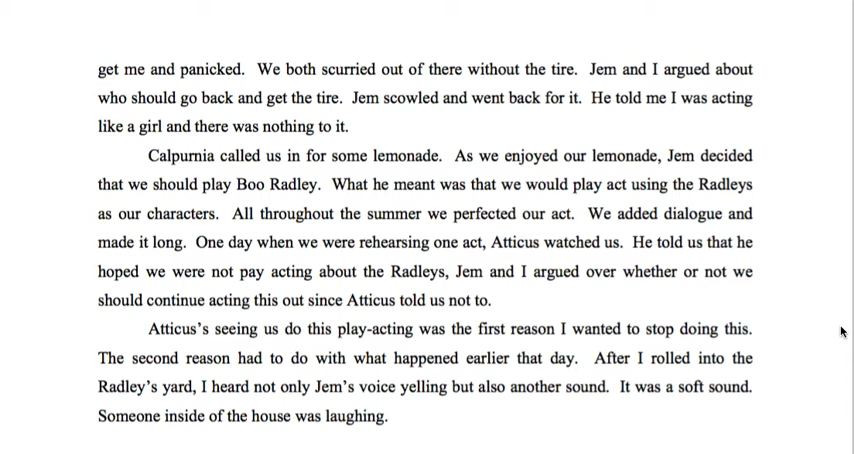 get me and panicked. We both scurried out of there without the tire. Jem and I argued about
who should go back and get the tire. Jem scowled and went back for it. He told me I was acting
like a girl and there was nothing to it.
Calpurnia called us in for some lemonade. As we enjoyed our lemonade, Jem decided
that we should play Boo Radley. What he meant was that we would play act using the Radleys
as our characters. All throughout the summer we perfected our act. We added dialogue and
made it long. One day when we were rehearsing one act, Atticus watched us. He told us that he
hoped we were not pay acting about the Radleys, Jem and I argued over whether or not we
should continue acting this out since Atticus told us not to.
Atticus's seeing us do this play-acting was the first reason I wanted to stop doing this.
The second reason had to do with what happened earlier that day. After I rolled into the
Radley's yard, I heard not only Jem's voice yelling but also another sound. It was a soft sound.
Someone inside of the house was laughing.